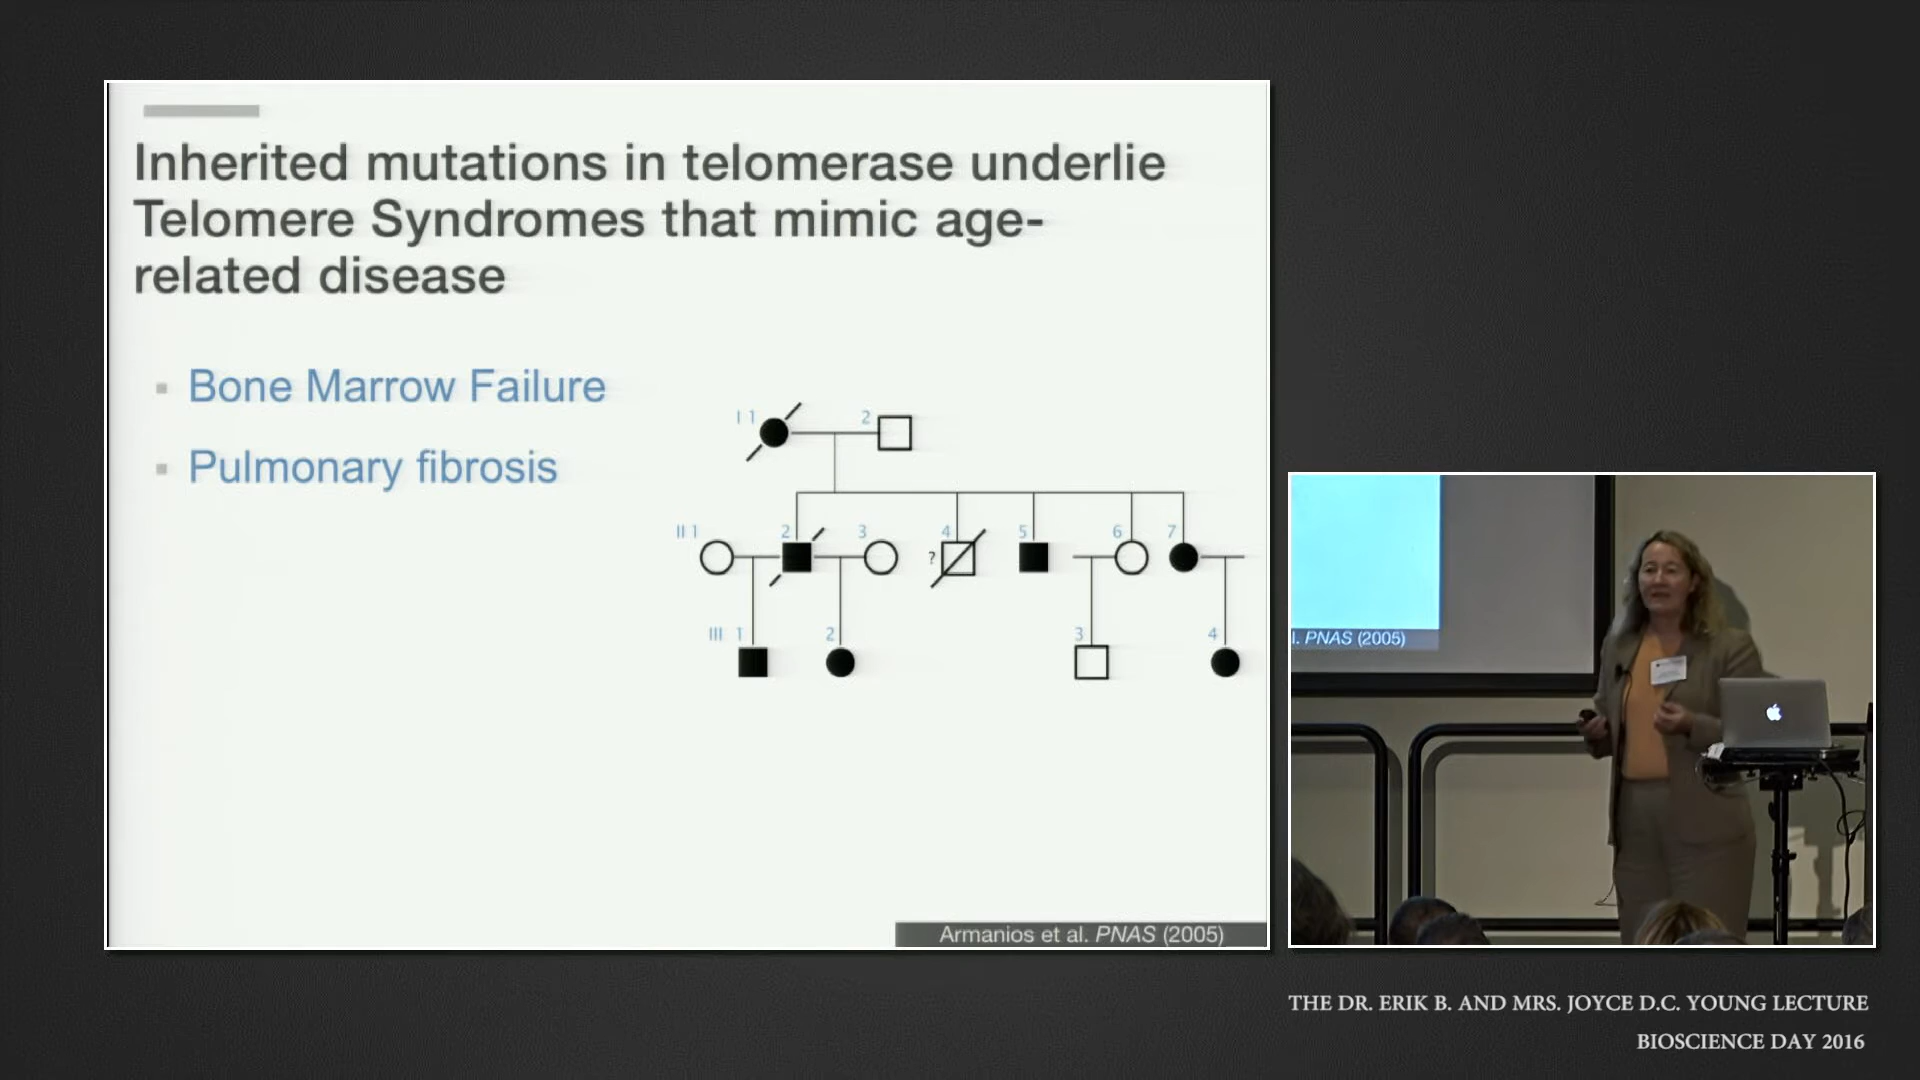 Inherited mutations in telomerase underlie
Telomere Syndromes that mimic age-
related disease
Bone Marrow Failure
Pulmonary fibrosis
I 1 2
II 1 2 3 4 5 6 7
?
III 1 2 3 4
Armanios et al. PNAS (2005)
l. PNAS (2005)
THE DR. ERIK B. AND MRS. JOYCE D.C. YOUNG LECTURE
BIOSCIENCE DAY 2016